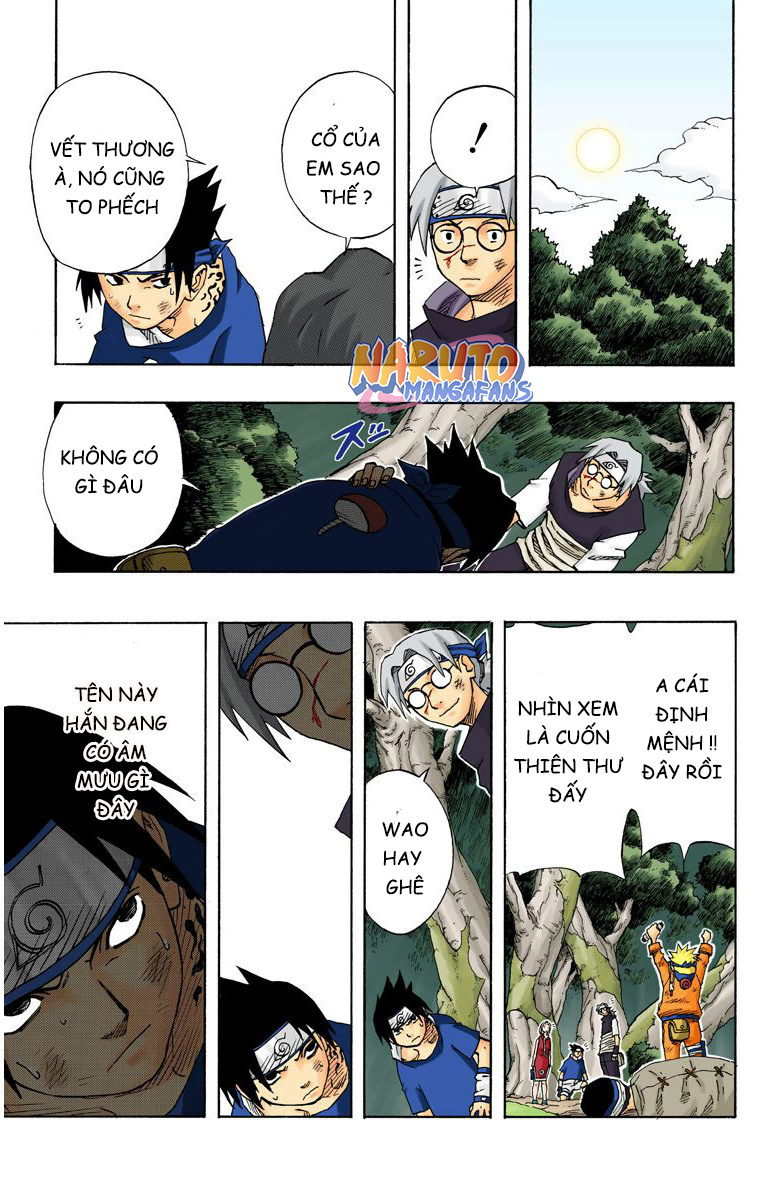 !
CỔ CỦA
EM SAO
THẾ ?
VẾT THƯƠNG
À, NÓ CŨNG
TO PHẾCH
NARUTO
MANGAFANS
ズッ
KHÔNG CÓ
GÌ ĐÂU
A CÁI
ĐỊNH
MỆNH !!
ĐÂY RỒI
NHÌN XEM
LÀ CUỐN
THIÊN THƯ
ĐẤY
WAO
HAY
GHÊ
TÊN NÀY
HẮN ĐANG
CÓ ÂM
MƯU GÌ
ĐÂY